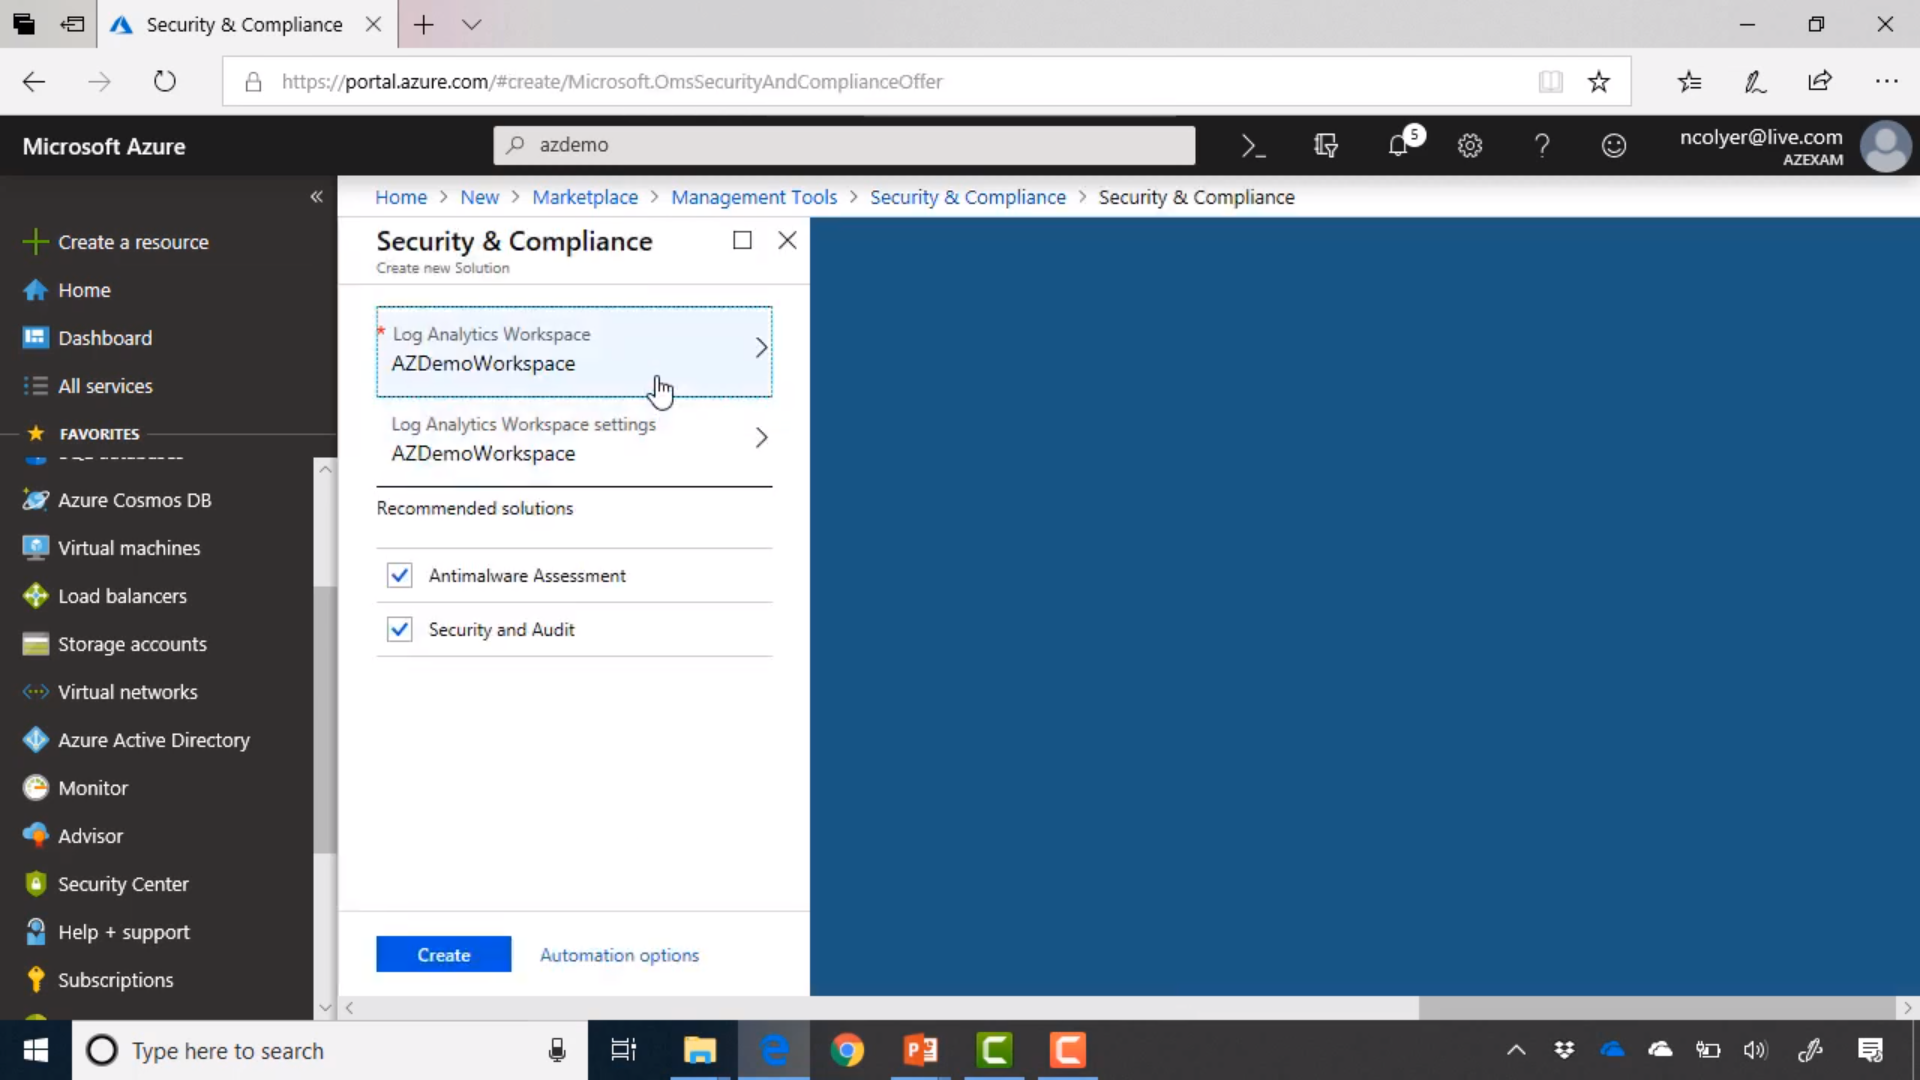 Security & Compliance
https://portal.azure.com/#create/Microsoft.OmsSecurityAndComplianceOffer
Microsoft Azure
azdemo
5
ncolyer@live.com
AZEXAM
Home > New > Marketplace > Management Tools > Security & Compliance > Security & Compliance
Create a resource
Home
Dashboard
All services
FAVORITES
Azure Cosmos DB
Virtual machines
Load balancers
Storage accounts
Virtual networks
Azure Active Directory
Monitor
Advisor
Security Center
Help + support
Subscriptions
Security & Compliance
Create new Solution
* Log Analytics Workspace
AZDemoWorkspace
Log Analytics Workspace settings
AZDemoWorkspace
Recommended solutions
Antimalware Assessment
Security and Audit
Create
Automation options
Type here to search